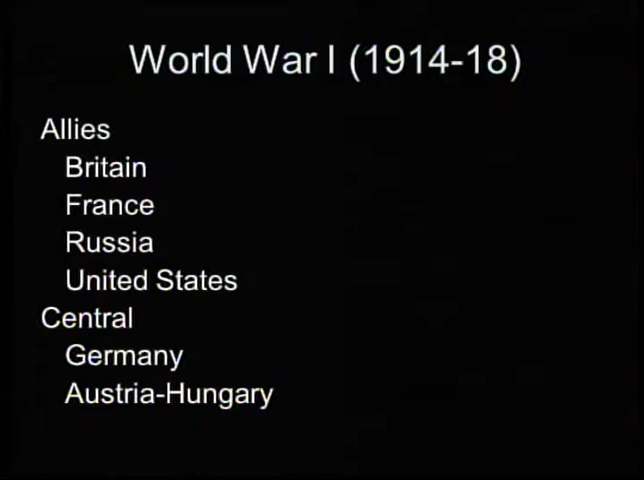 World War I (1914-18)
Allies
Britain
France
Russia
United States
Central
Germany
Austria-Hungary